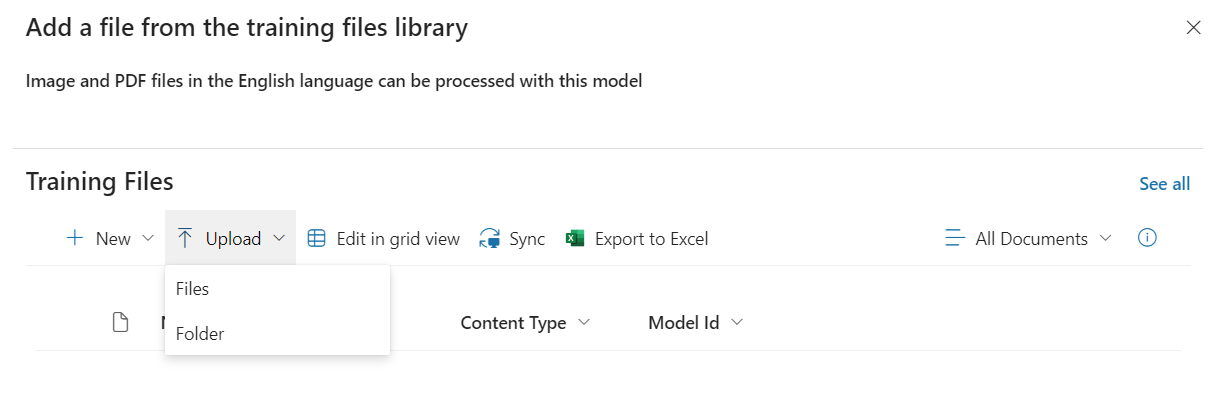 Add a file from the training files library
Image and PDF files in the English language can be processed with this model
Training Files
See all
New Upload Edit in grid view Sync Export to Excel All Documents
Files
Content Type Model Id
Folder